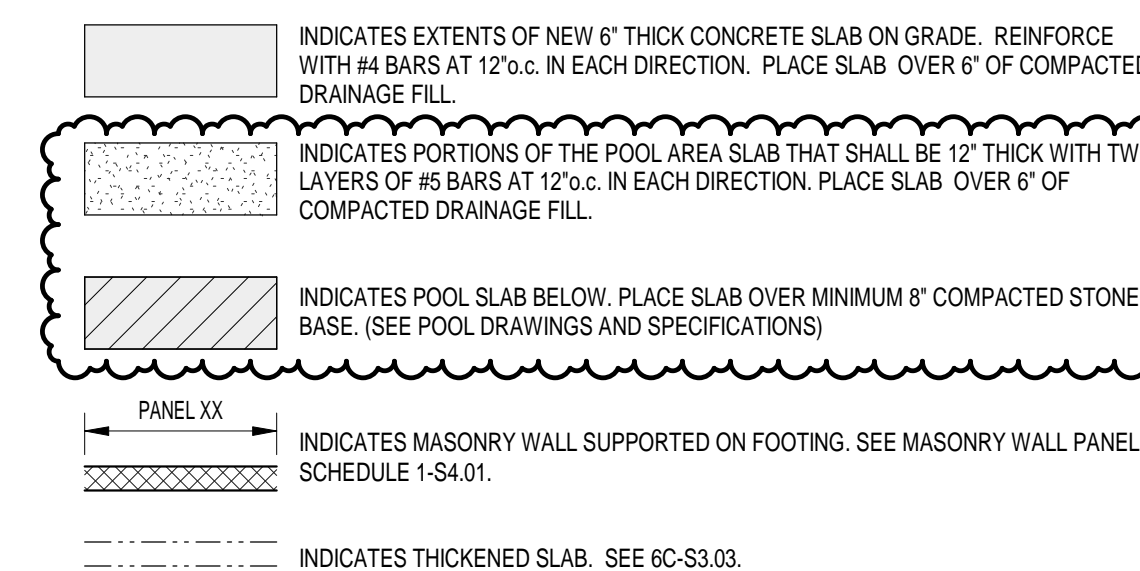 INDICATES EXTENTS OF NEW 6" THICK CONCRETE SLAB ON GRADE. REINFORCE
WITH #4 BARS AT 12"o.c. IN EACH DIRECTION. PLACE SLAB OVER 6" OF COMPACTED
DRAINAGE FILL.
INDICATES PORTIONS OF THE POOL AREA SLAB THAT SHALL BE 12" THICK WITH TW
LAYERS OF #5 BARS AT 12"o.c. IN EACH DIRECTION. PLACE SLAB OVER 6" OF
COMPACTED DRAINAGE FILL.
INDICATES POOL SLAB BELOW. PLACE SLAB OVER MINIMUM 8" COMPACTED STONE
BASE. (SEE POOL DRAWINGS AND SPECIFICATIONS)
PANEL XX
INDICATES MASONRY WALL SUPPORTED ON FOOTING. SEE MASONRY WALL PANEL
SCHEDULE 1-S4.01.
INDICATES THICKENED SLAB. SEE 6C-S3.03.